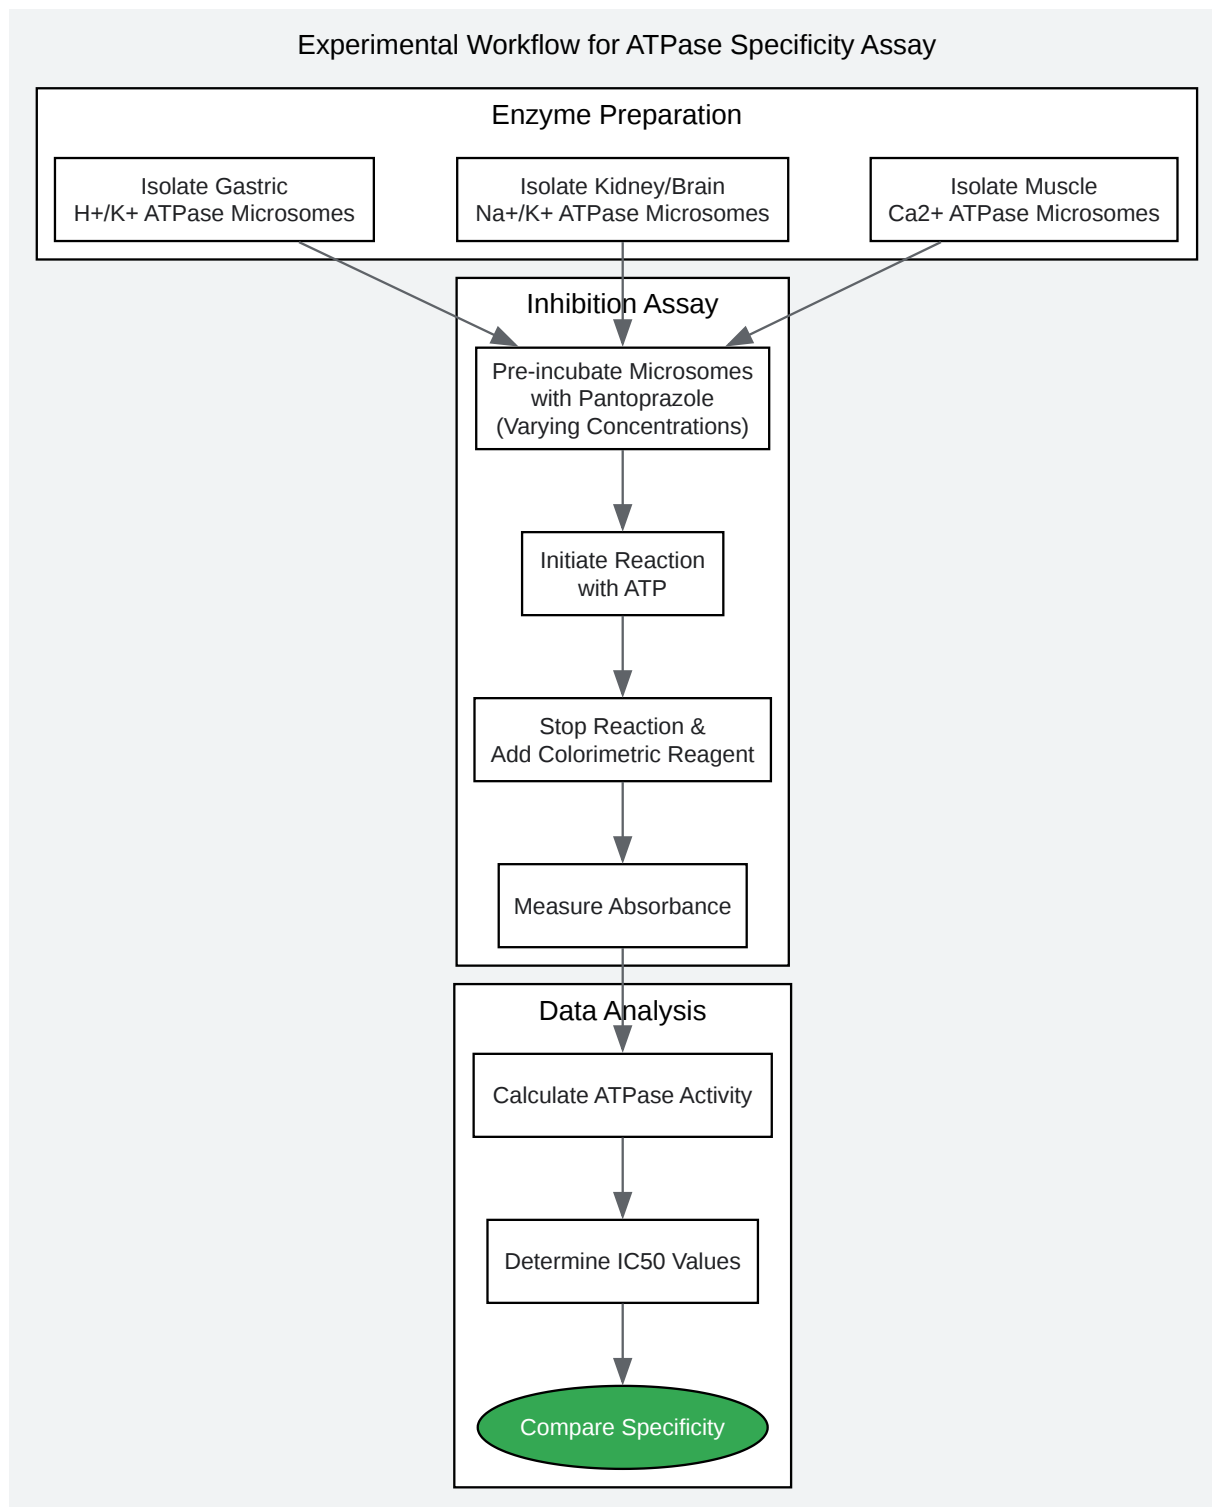 Experimental Workflow for ATPase Specificity Assay
Enzyme Preparation
Isolate Gastric
H+/K+ ATPase Microsomes
Isolate Kidney/Brain
Na+/K+ ATPase Microsomes
Isolate Muscle
Ca2+ ATPase Microsomes
Inhibition Assay
Pre-incubate Microsomes
with Pantoprazole
(Varying Concentrations)
Initiate Reaction
with ATP
Stop Reaction &
Add Colorimetric Reagent
Measure Absorbance
Data Analysis
Calculate ATPase Activity
Determine IC50 Values
Compare Specificity